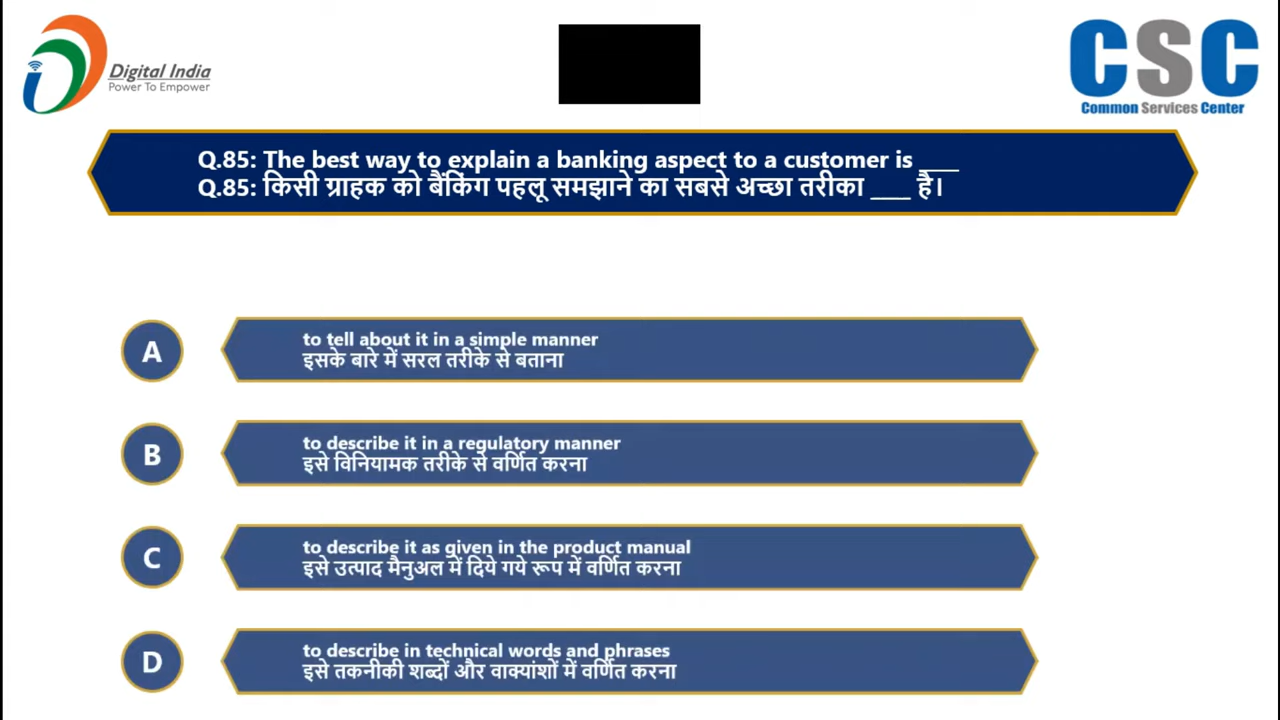 Digital India
Power To Empower
CSC
Common Services Center
Q.85: The best way to explain a banking aspect to a customer is ____
Q.85: किसी ग्राहक को बैंकिंग पहलू समझाने का सबसे अच्छा तरीका ____ है।
A
to tell about it in a simple manner
इसके बारे में सरल तरीके से बताना
B
to describe it in a regulatory manner
इसे विनियामक तरीके से वर्णित करना
C
to describe it as given in the product manual
इसे उत्पाद मैनुअल में दिये गये रूप में वर्णित करना
D
to describe in technical words and phrases
इसे तकनीकी शब्दों और वाक्यांशों में वर्णित करना